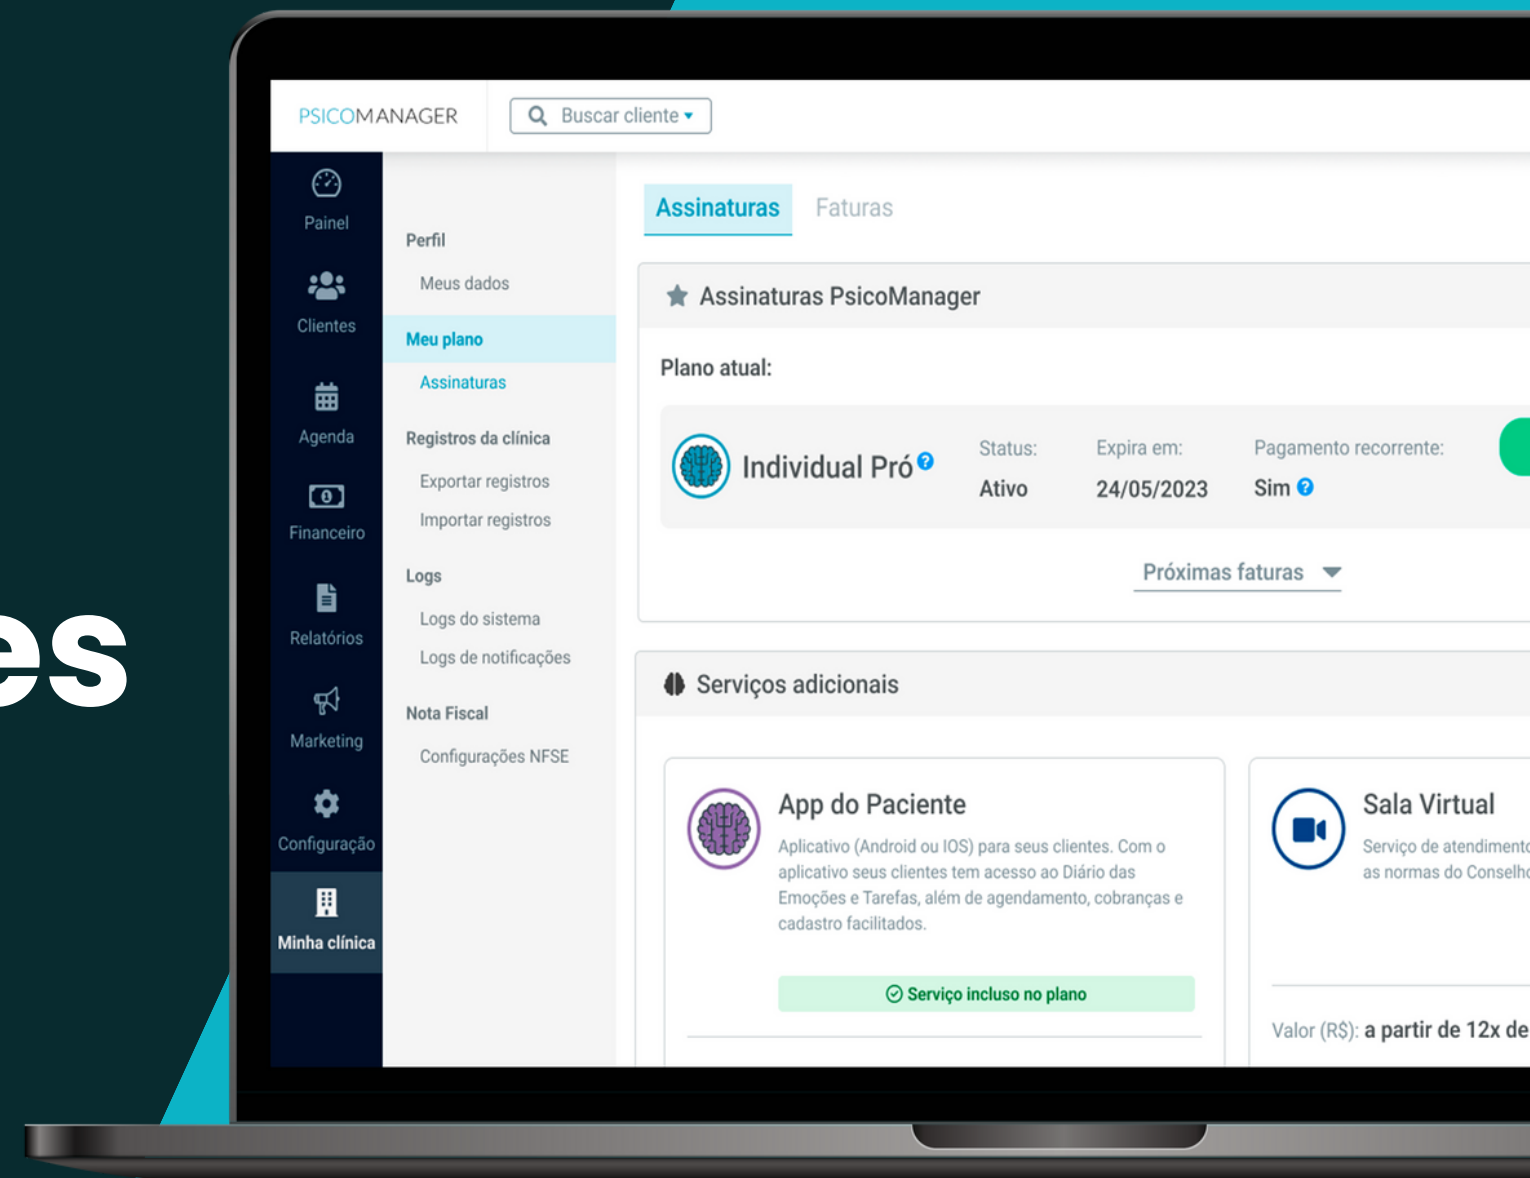 es
PSICOMANAGER
Buscar cliente
Painel
Clientes
Agenda
Financeiro
Relatórios
Marketing
Configuração
Minha clínica
Perfil
Meus dados
Meu plano
Assinaturas
Registros da clínica
Exportar registros
Importar registros
Logs
Logs do sistema
Logs de notificações
Nota Fiscal
Configurações NFSE
Assinaturas Faturas
Assinaturas PsicoManager
Plano atual:
Individual Pró
Status:
Ativo
Expira em:
24/05/2023
Pagamento recorrente:
Sim
Próximas faturas
Serviços adicionais
App do Paciente
Aplicativo (Android ou IOS) para seus clientes. Com o
aplicativo seus clientes tem acesso ao Diário das
Emoções e Tarefas, além de agendamento, cobranças e
cadastro facilitados.
Serviço incluso no plano
Sala Virtual
Serviço de atendimento
as normas do Conselho
Valor (R$): a partir de 12x de